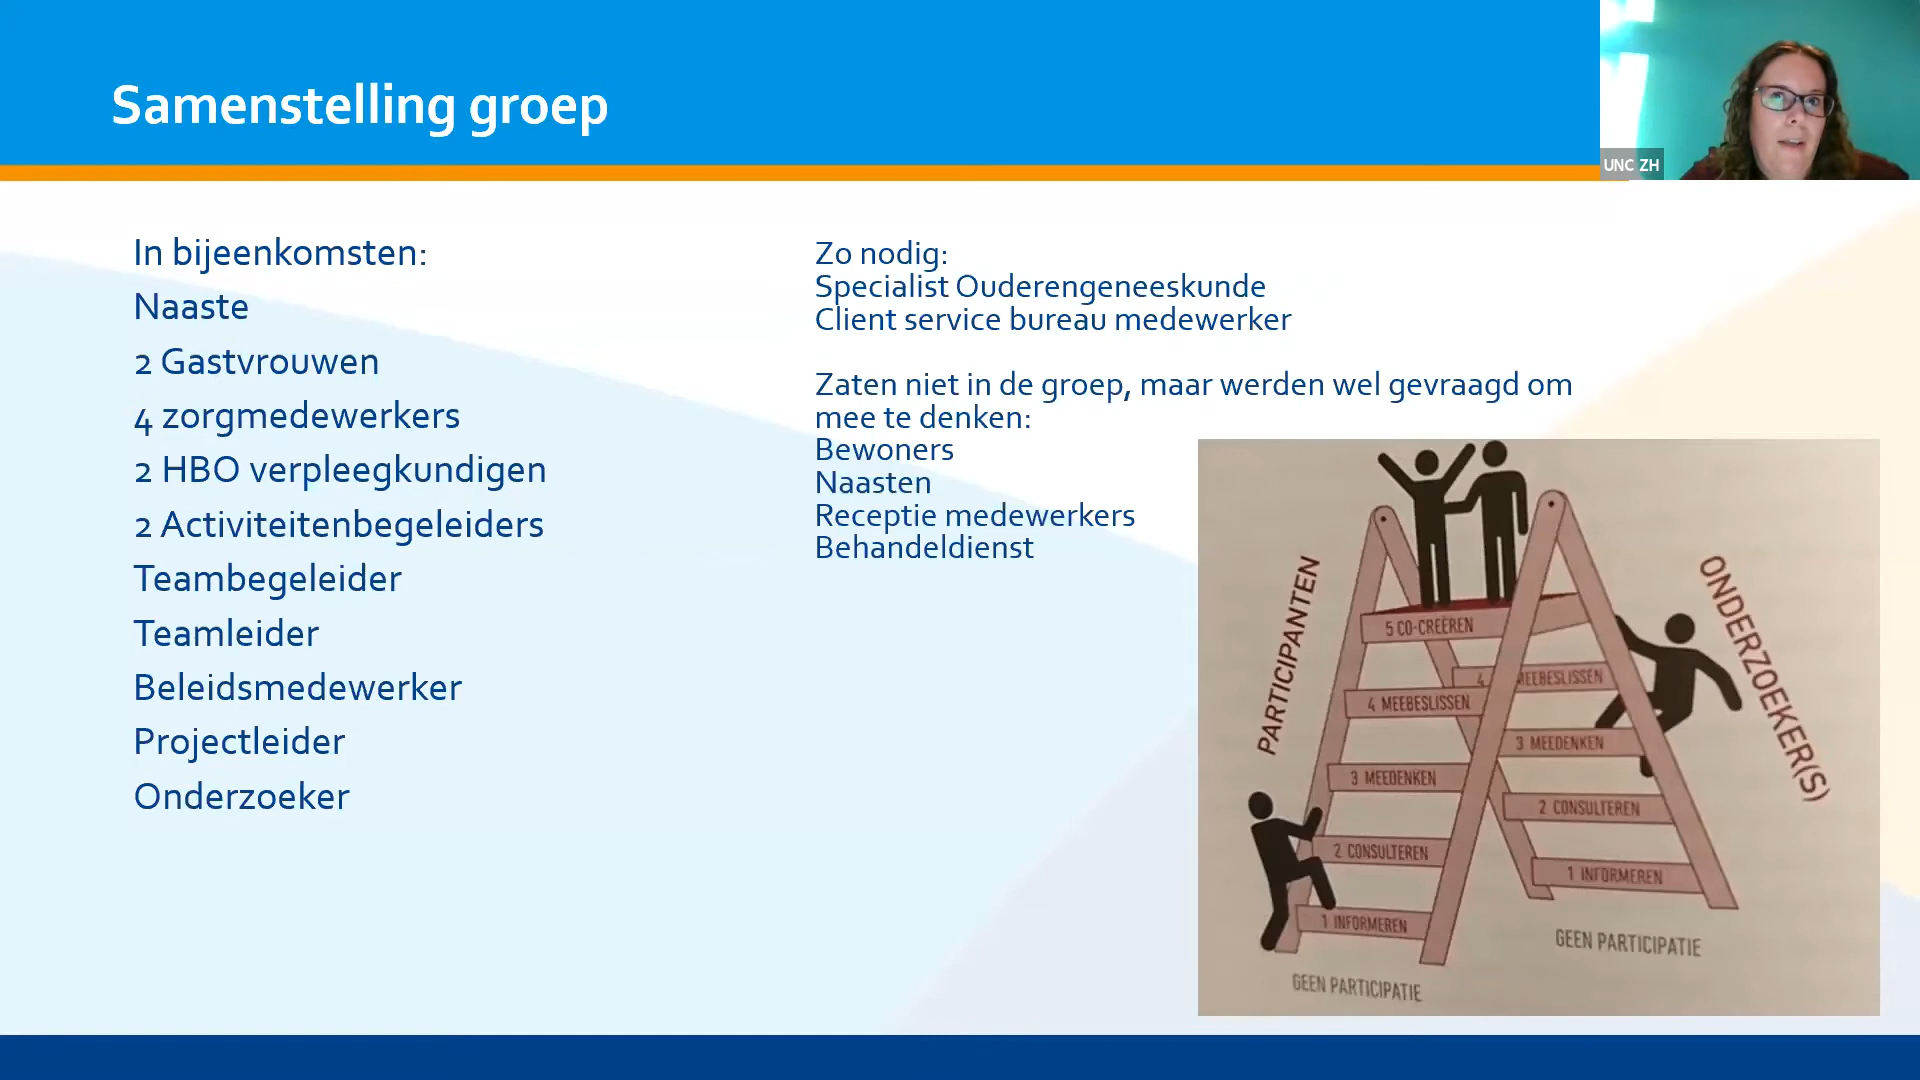 Samenstelling groep
UNC ZH
In bijeenkomsten:
Naaste
2 Gastvrouwen
4 zorgmedewerkers
2 HBO verpleegkundigen
2 Activiteitenbegeleiders
Teambegeleider
Teamleider
Beleidsmedewerker
Projectleider
Onderzoeker
Zo nodig:
Specialist Ouderengeneeskunde
Client service bureau medewerker
Zaten niet in de groep, maar werden wel gevraagd om
mee te denken:
Bewoners
Naasten
Receptie medewerkers
Behandeldienst
PARTICIPANTEN
5 CO-CREËREN
4 MEEBESLISSEN
3 MEEDENKEN
2 CONSULTEREN
1 INFORMEREN
GEEN PARTICIPATIE
ONDERZOEKER(S)
4 MEEBESLISSEN
3 MEEDENKEN
2 CONSULTEREN
1 INFORMEREN
GEEN PARTICIPATIE